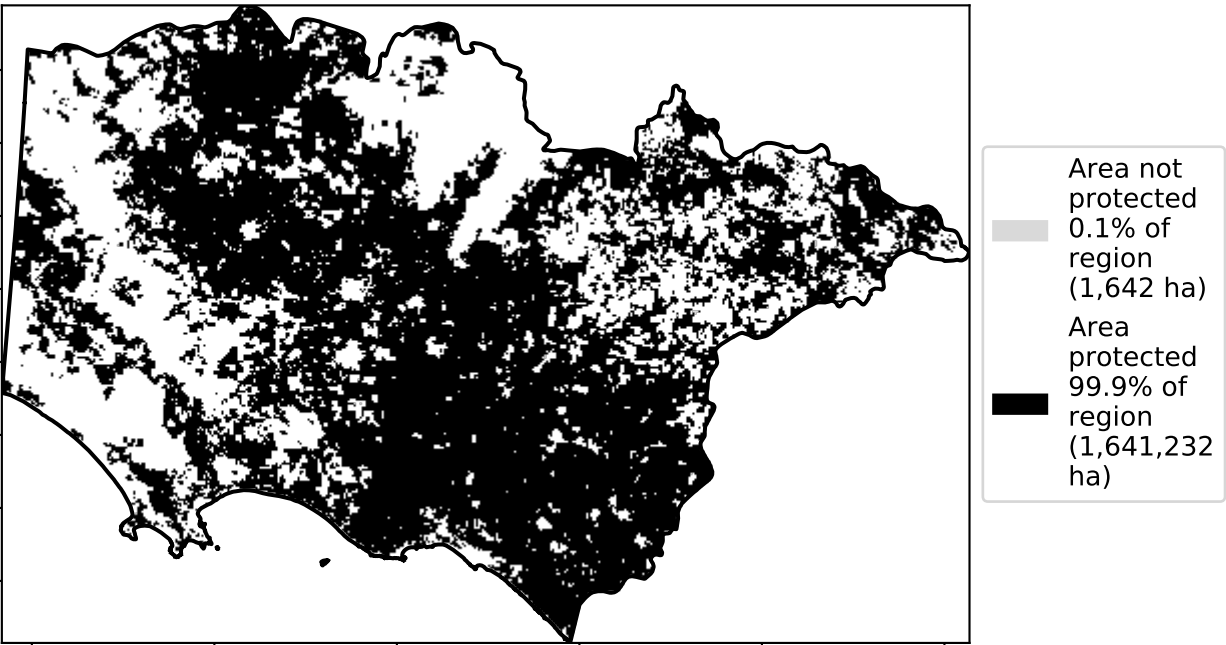 Area not
protected
0.1% of
region
(1,642 ha)
Area
protected
99.9% of
region
(1,641,232
ha)